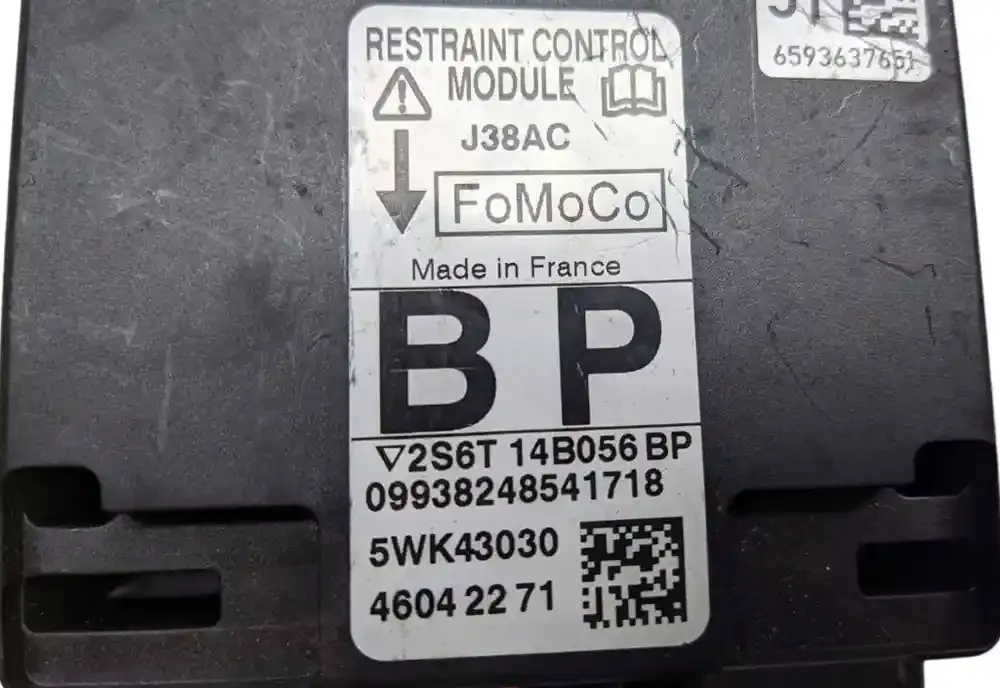 RESTRAINT CONTROL
MODULE
J38AC
FoMoCo
Made in France
BP
2S6T 14B056 BP
09938248541718
5WK43030
4604 22 71
6593637651